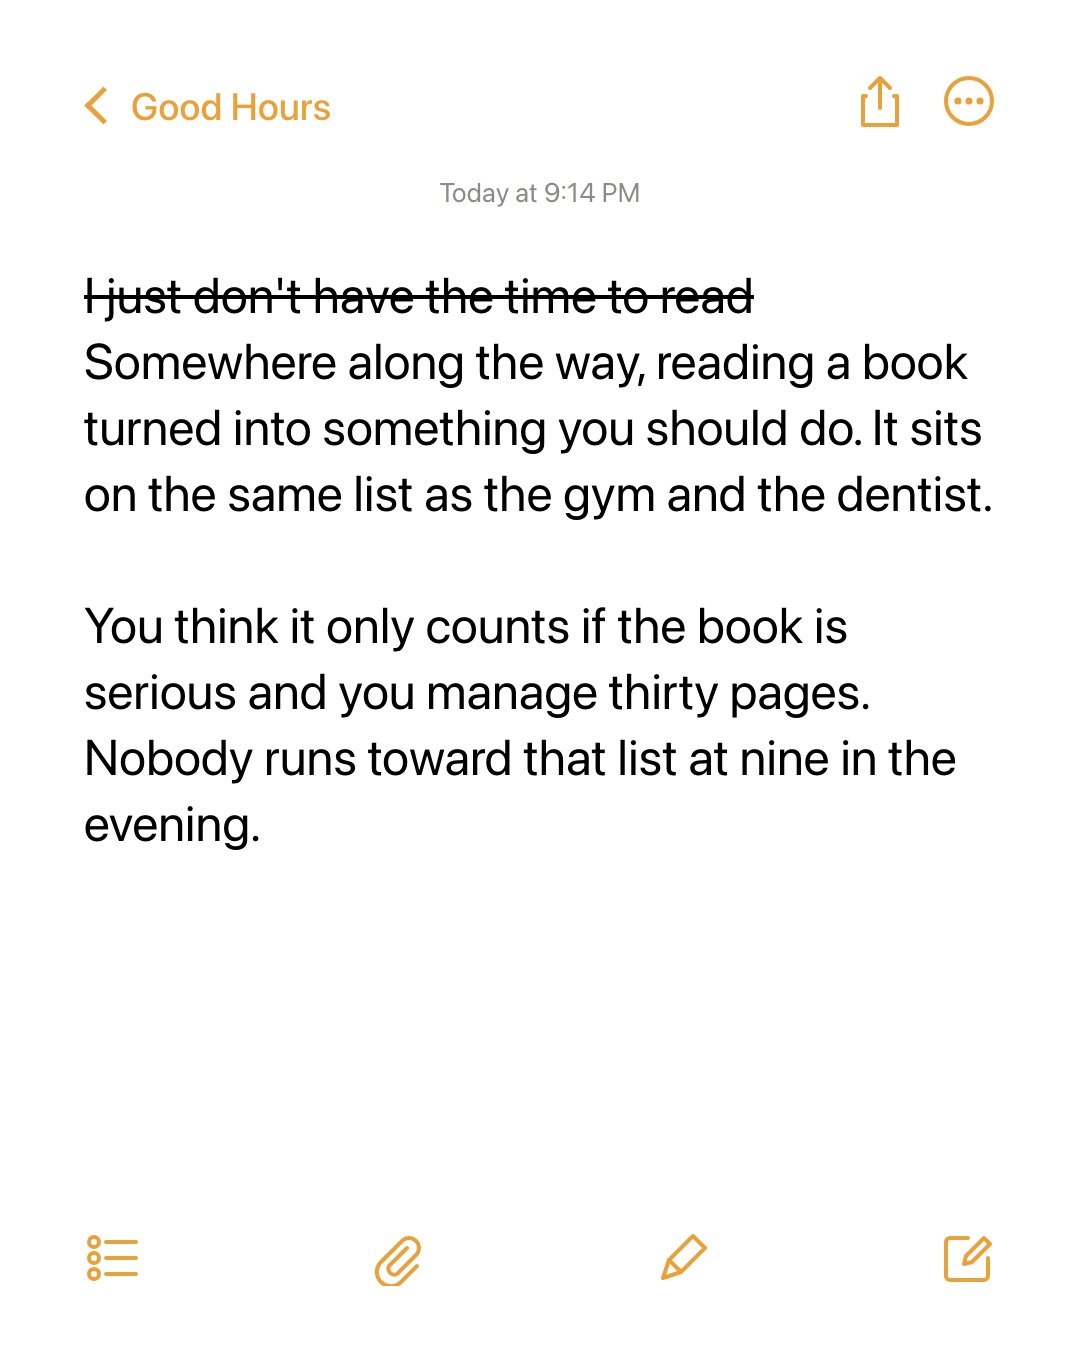 Good Hours
Today at 9:14 PM
I just don't have the time to read
Somewhere along the way, reading a book
turned into something you should do. It sits
on the same list as the gym and the dentist.
You think it only counts if the book is
serious and you manage thirty pages.
Nobody runs toward that list at nine in the
evening.